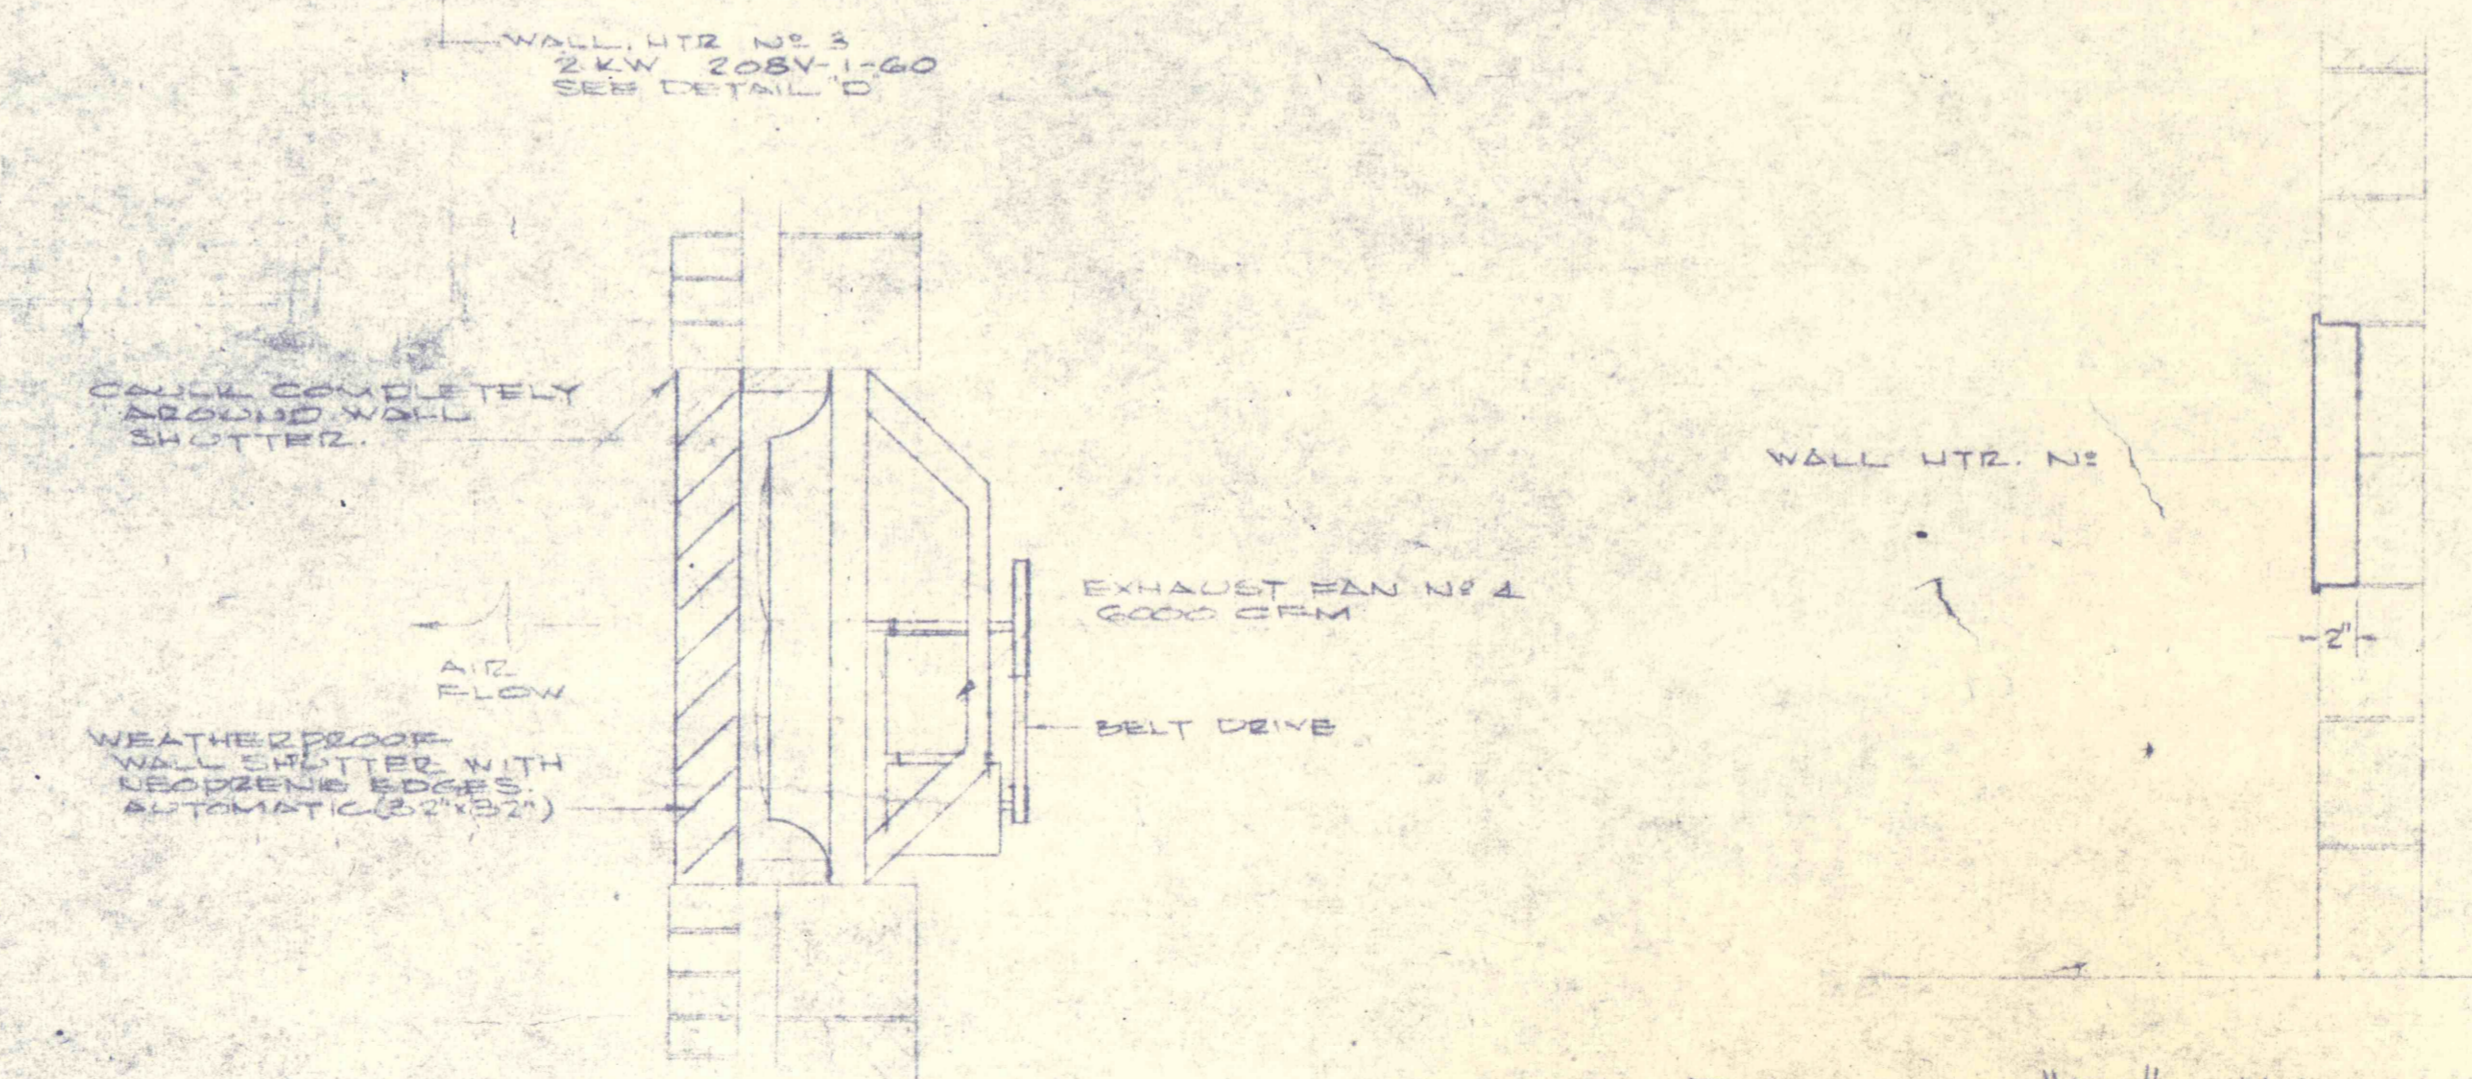 WALL. HTR Nº 3
2 KW 208V-1-60
SEE DETAIL "D"
CAULK COMPLETELY
AROUND WALL
SHUTTER.
AIR
FLOW
WEATHERPROOF
WALL SHUTTER WITH
NEOPRENE EDGES.
AUTOMATIC (32"x32")
EXHAUST FAN Nº
6000 CFM
BELT DRIVE
WALL HTR. Nº
2"